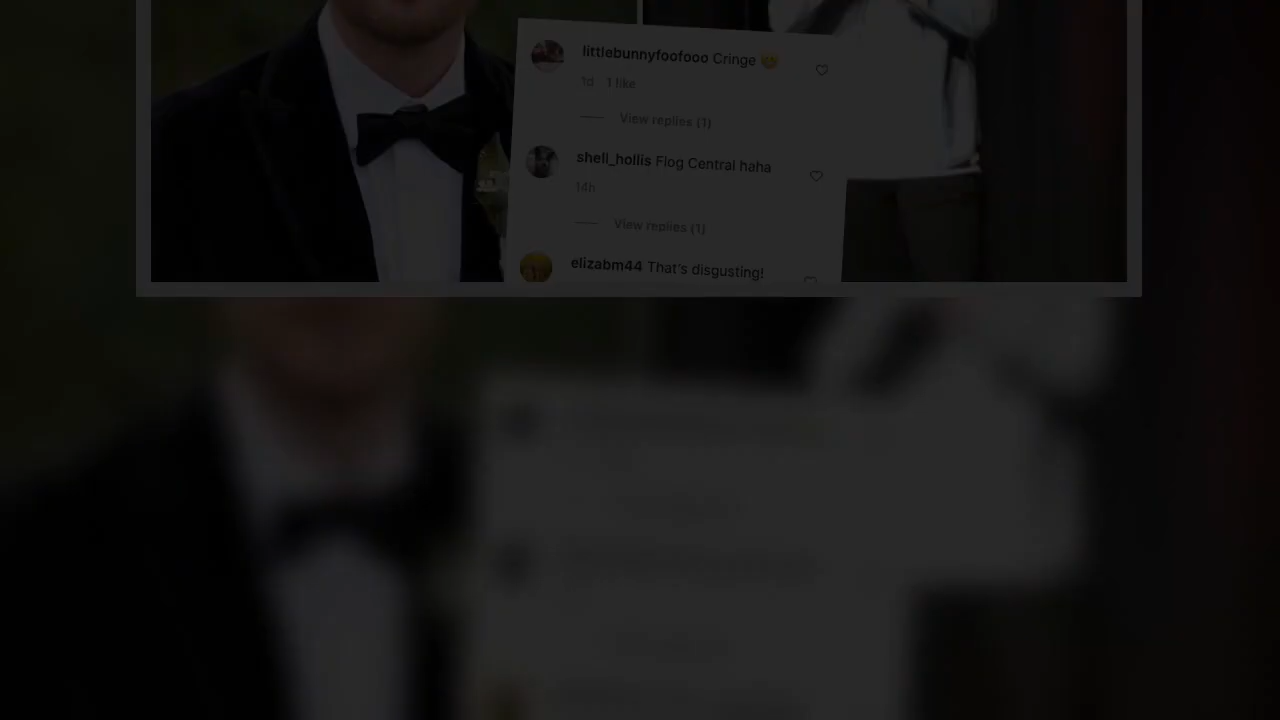 littlebunnyfoofooo Cringe 😕
1d 1 like
View replies (1)
shell_hollis Flog Central haha
14h
View replies (1)
elizabm44 That's disgusting!